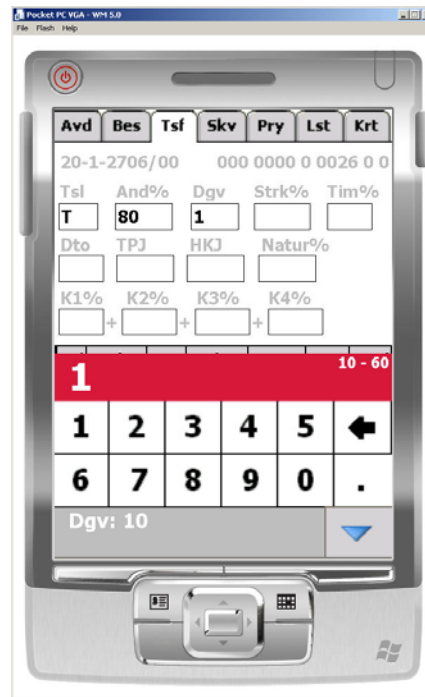 Pocket PC VGA - WM 5.0
File Flash Help
Avd Bes Tsf Skv Pry Lst Krt
20-1-2706/00 000 0000 0 0026 0 0
Tsl And% Dgv Strk% Tim%
T 80 1
Dto TPJ HKJ Natur%
K1% K2% K3% K4%
+ + +
1 10 - 60
1 2 3 4 5
6 7 8 9 0 .
Dgv: 10